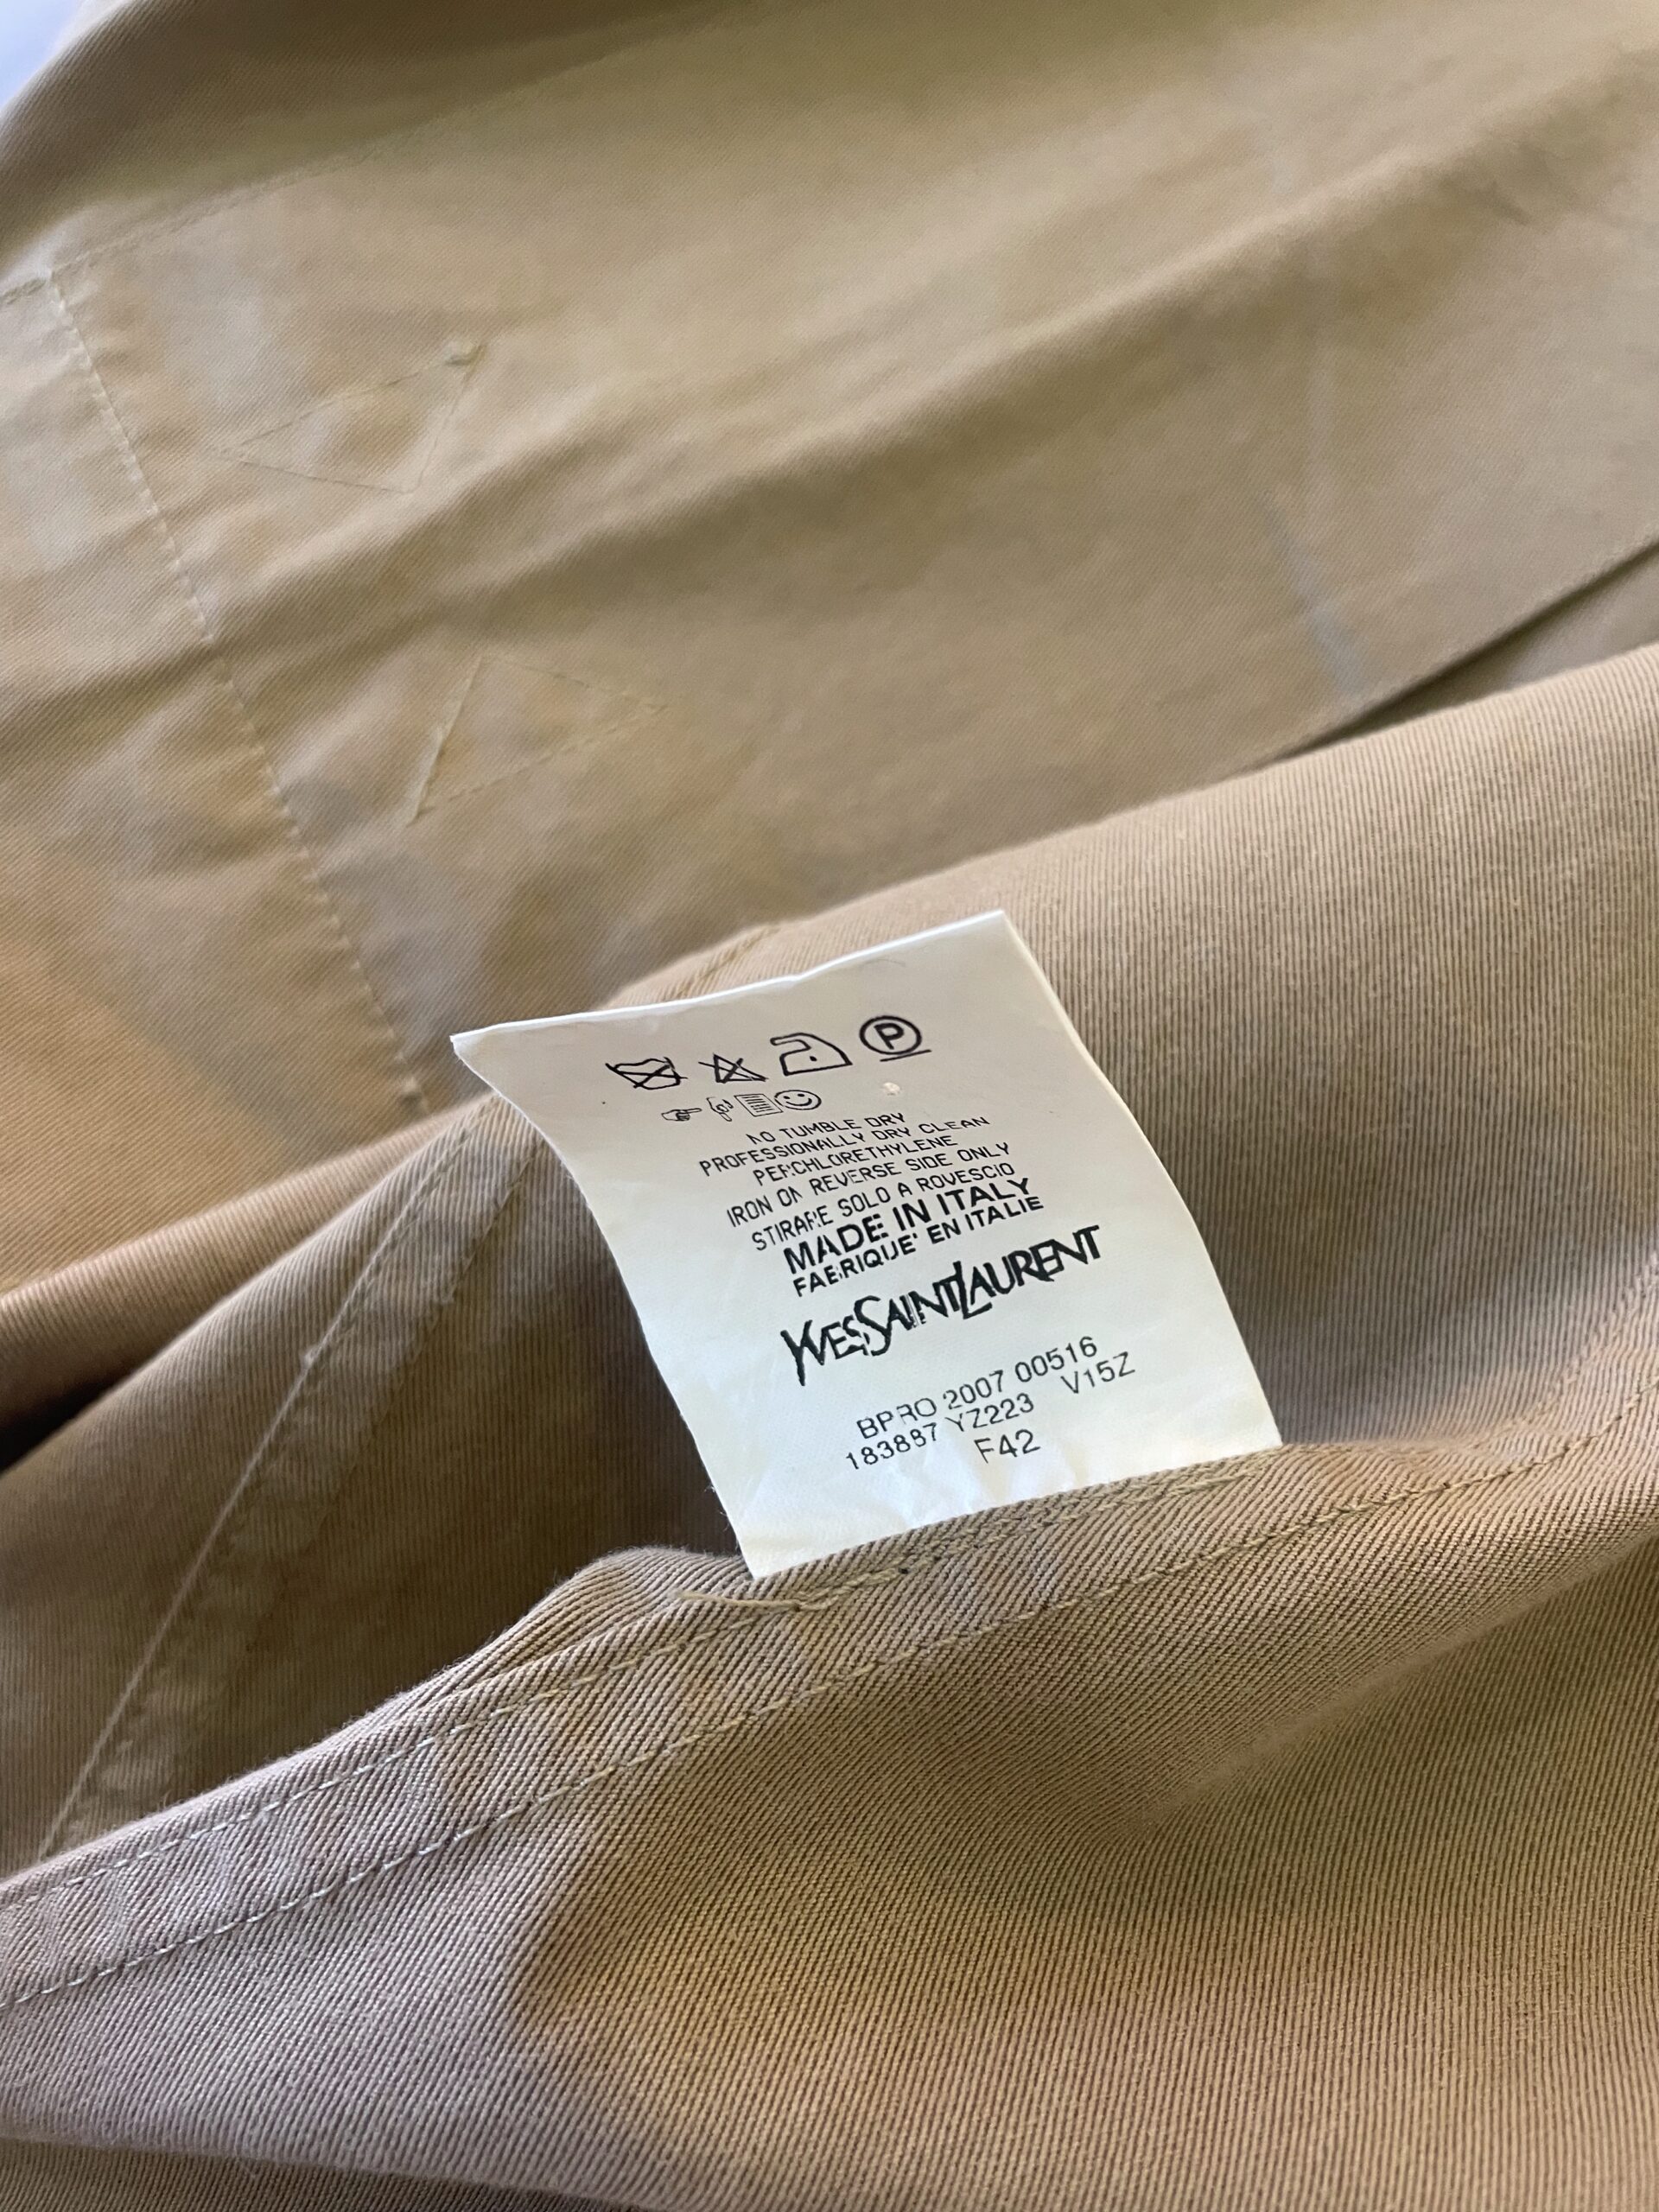 P
NO TUMBLE DRY
PROFESSIONALLY DRY CLEAN
PERCHLORETHYLENE
IRON ON REVERSE SIDE ONLY
STIRARE SOLO A ROVESCIO
MADE IN ITALY
FABRIQUE' EN ITALIE
YVESSAINTLAURENT
BPRO 2007 00516
183887 YZ223 V15Z
F42